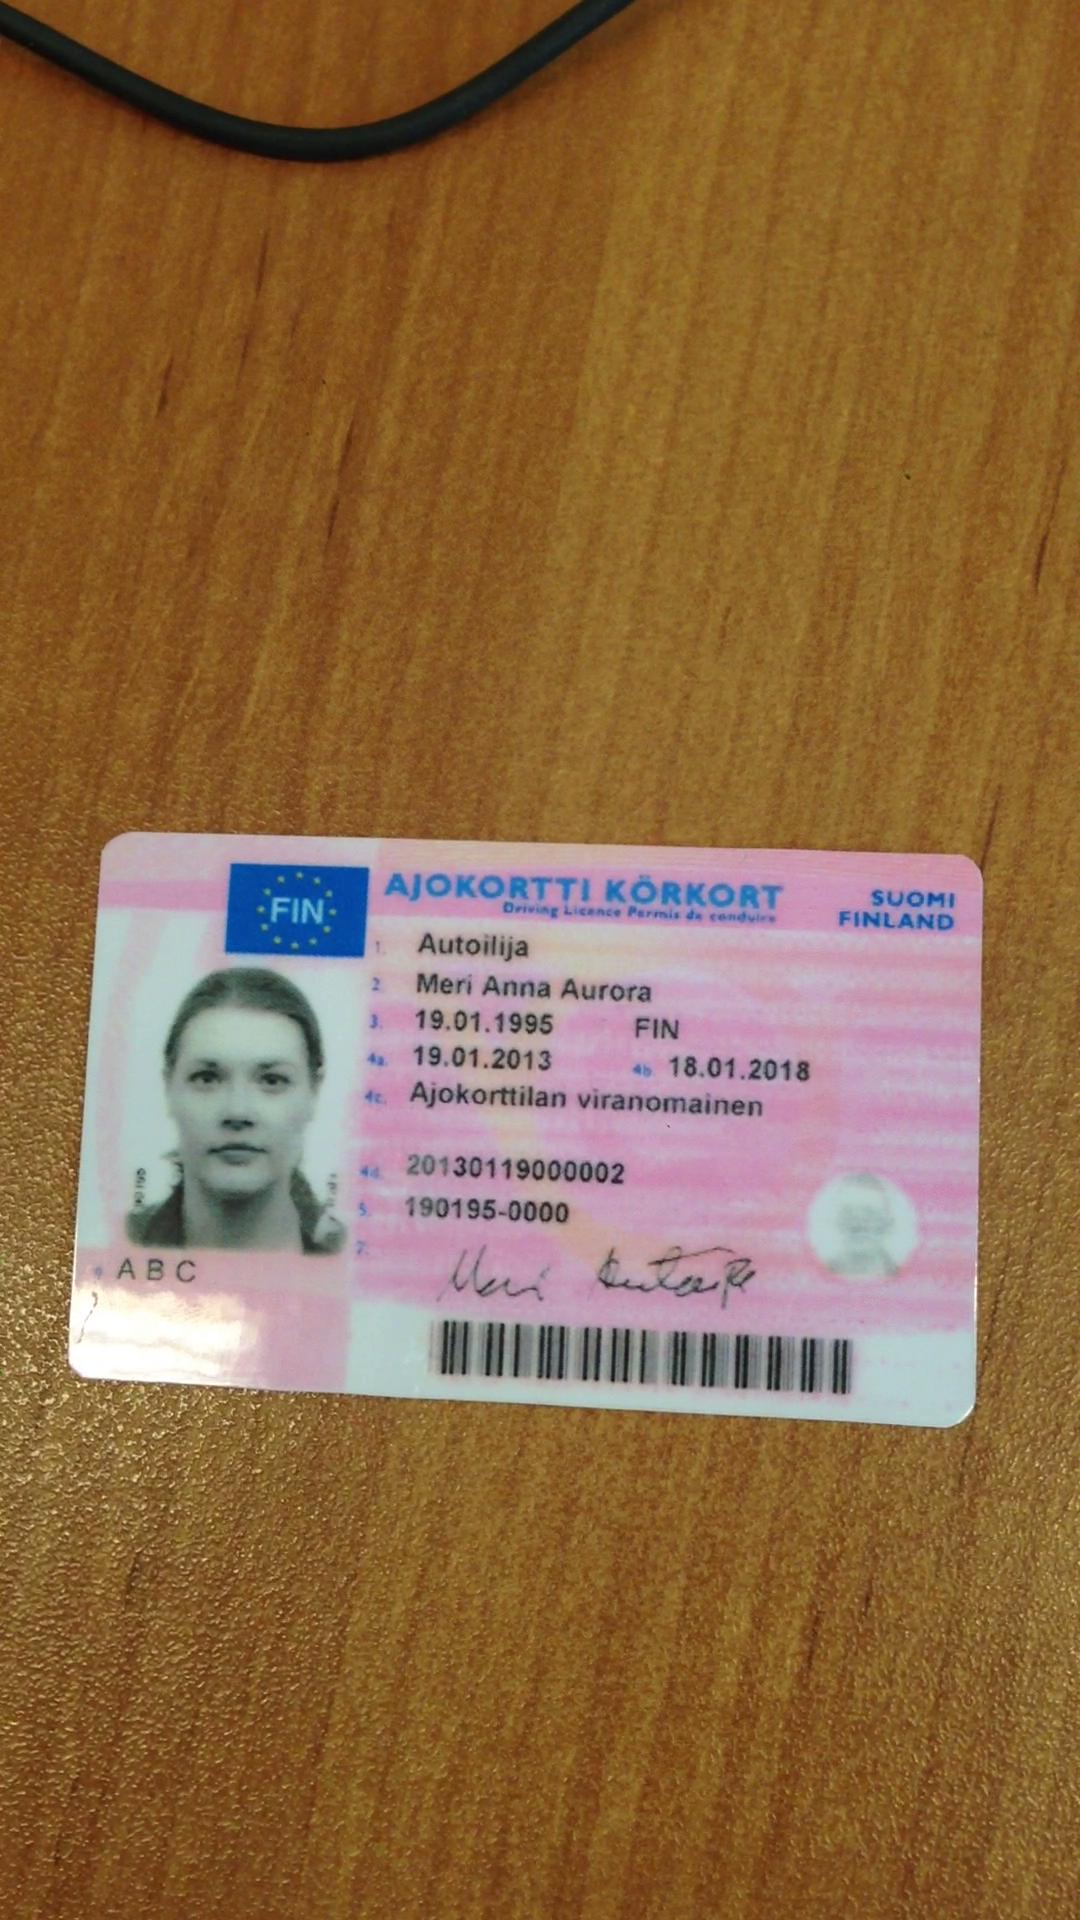 FIN
AJOKORTTI KÖRKORT
Driving Licence Permis de conduire
SUOMI
FINLAND
1. Autoilija
2. Meri Anna Aurora
3. 19.01.1995 FIN
4a. 19.01.2013 4b. 18.01.2018
4c. Ajokorttilan viranomainen
4d. 20130119000002
5. 190195-0000
7. Meri Autoilija
9. A B C